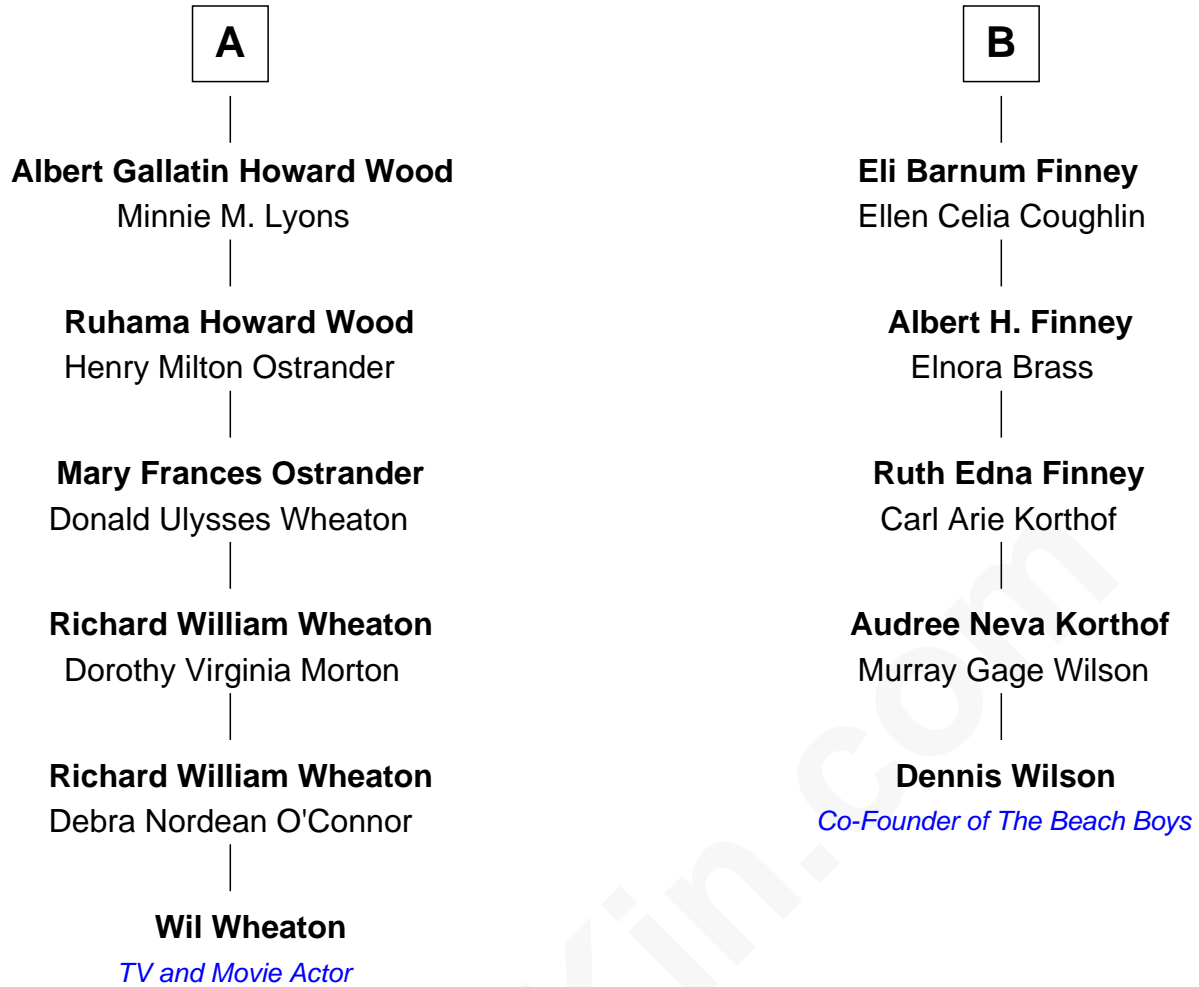 A
Albert Gallatin Howard Wood
Minnie M. Lyons
Ruhama Howard Wood
Henry Milton Ostrander
Mary Frances Ostrander
Donald Ulysses Wheaton
Richard William Wheaton
Dorothy Virginia Morton
Richard William Wheaton
Debra Nordean O'Connor
Wil Wheaton
TV and Movie Actor
B
Eli Barnum Finney
Ellen Celia Coughlin
Albert H. Finney
Elnora Brass
Ruth Edna Finney
Carl Arie Korthof
Audree Neva Korthof
Murray Gage Wilson
Dennis Wilson
Co-Founder of The Beach Boys